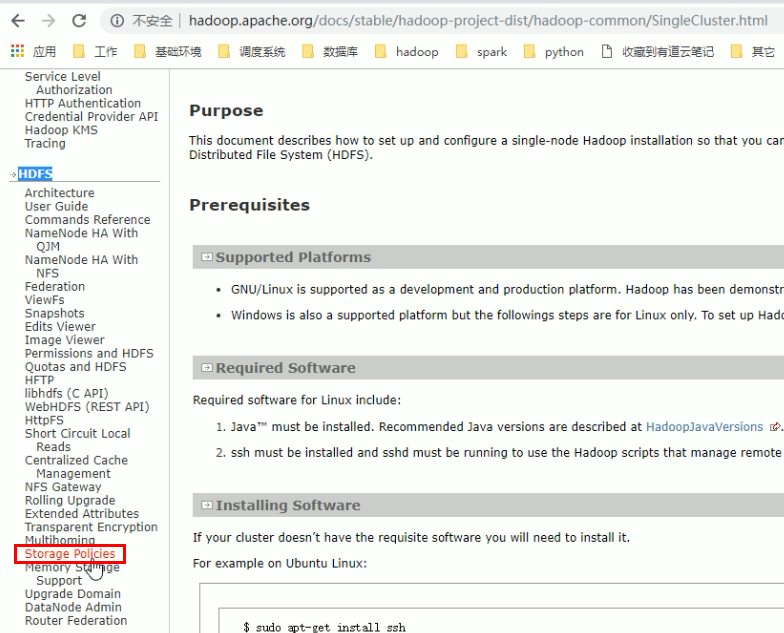 不安全 hadoop.apache.org/docs/stable/hadoop-project-dist/hadoop-common/SingleCluster.html
应用 工作 基础环境 调度系统 数据库 hadoop spark python 收藏到有道云笔记 其它
Service Level
Authorization
HTTP Authentication
Credential Provider API
Hadoop KMS
Tracing
HDFS
Architecture
User Guide
Commands Reference
NameNode HA With
QJM
NameNode HA With
NFS
Federation
ViewFs
Snapshots
Edits Viewer
Image Viewer
Permissions and HDFS
Quotas and HDFS
HFTP
libhdfs (C API)
WebHDFS (REST API)
HttpFS
Short Circuit Local
Reads
Centralized Cache
Management
NFS Gateway
Rolling Upgrade
Extended Attributes
Transparent Encryption
Multihoming
Storage Policies
Memory Storage
Support
Upgrade Domain
DataNode Admin
Router Federation
Purpose
This document describes how to set up and configure a single-node Hadoop installation so that you can
Distributed File System (HDFS).
Prerequisites
Supported Platforms
• GNU/Linux is supported as a development and production platform. Hadoop has been demonstr
• Windows is also a supported platform but the followings steps are for Linux only. To set up Hado
Required Software
Required software for Linux include:
1. Java™ must be installed. Recommended Java versions are described at HadoopJavaVersions .
2. ssh must be installed and sshd must be running to use the Hadoop scripts that manage remote
Installing Software
If your cluster doesn’t have the requisite software you will need to install it.
For example on Ubuntu Linux:
$ sudo apt-get install ssh